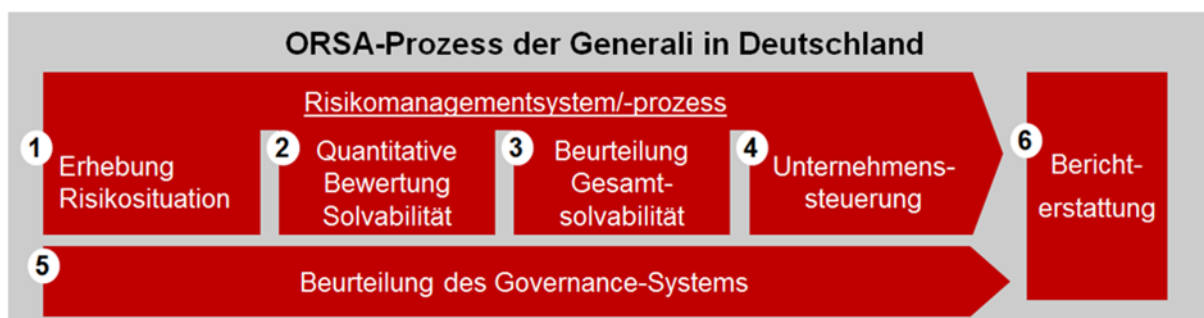 ORSA-Prozess der Generali in Deutschland
Risikomanagementsystem/-prozess
1
Erhebung
Risikosituation
2
Quantitative
Bewertung
Solvabilität
3
Beurteilung
Gesamt-
solvabilität
4
Unternehmens-
steuerung
5
Beurteilung des Governance-Systems
6
Bericht-
erstattung